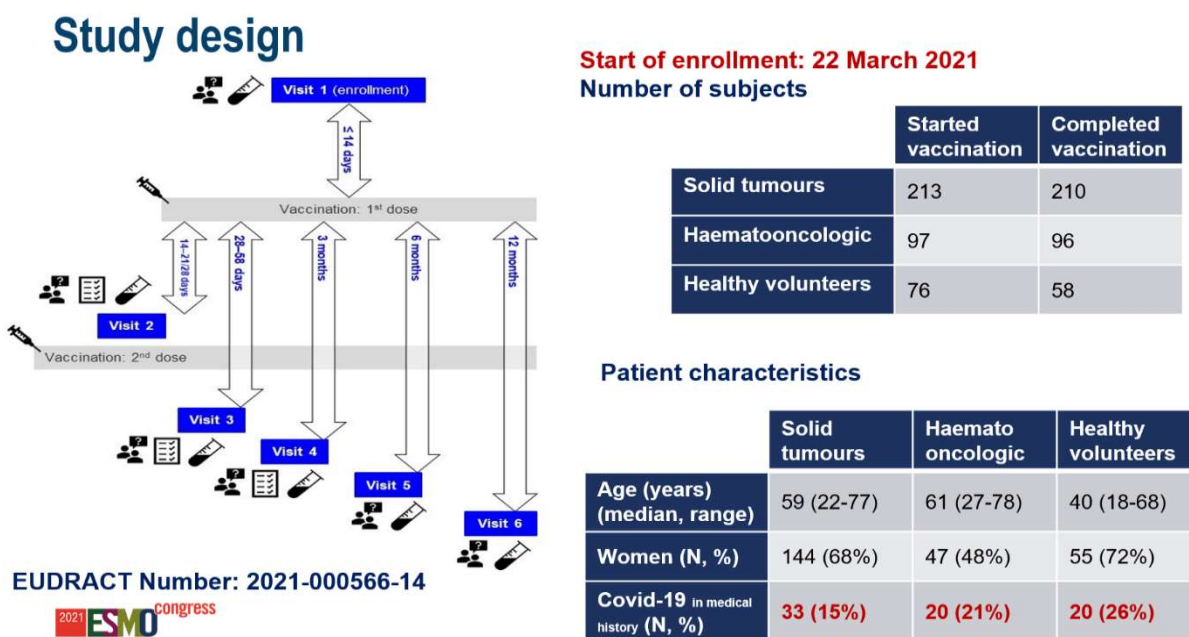 Study design
Visit 1 (enrollment)
≤ 14 days
Vaccination: 1st dose
14–21/28 days
28–58 days
3 months
6 months
12 months
Visit 2
Vaccination: 2nd dose
Visit 3
Visit 4
Visit 5
Visit 6
EUDRACT Number: 2021-000566-14
2021 ESMO congress
Start of enrollment: 22 March 2021
Number of subjects
Started vaccination
Completed vaccination
Solid tumours 213 210
Haematooncologic 97 96
Healthy volunteers 76 58
Patient characteristics
Solid tumours
Haemato oncologic
Healthy volunteers
Age (years) (median, range) 59 (22-77) 61 (27-78) 40 (18-68)
Women (N, %) 144 (68%) 47 (48%) 55 (72%)
Covid-19 in medical history (N, %) 33 (15%) 20 (21%) 20 (26%)